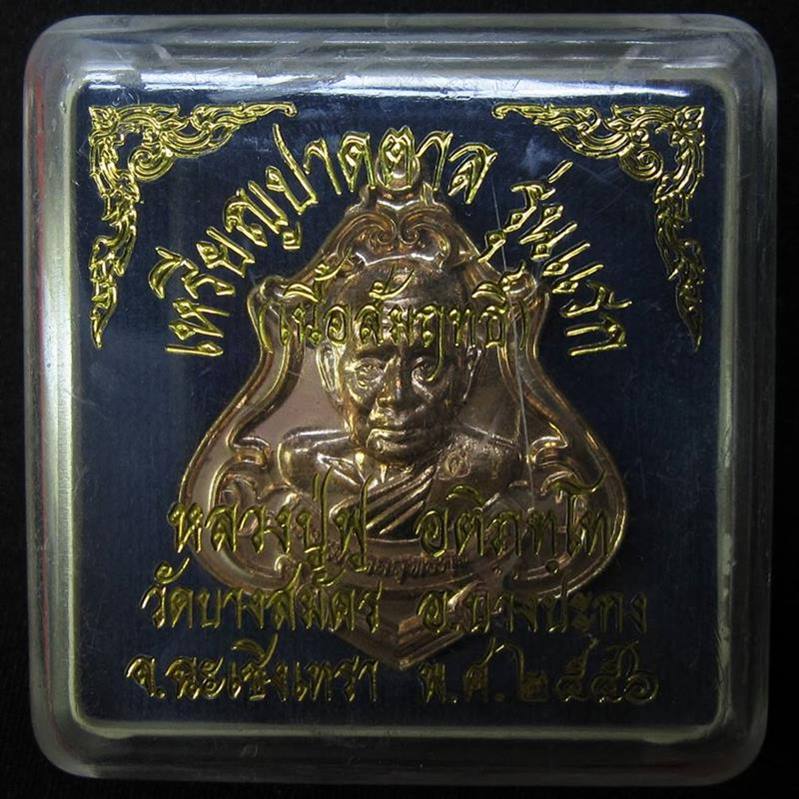 เหรียญปาดตาล รุ่นแรก
(เนื้อสัมฤทธิ์)
หลวงปู่ฟู อติภทฺโท
วัดบางสมัคร อ.บางปะกง
จ.ฉะเชิงเทรา พ.ศ.๒๕๕๖